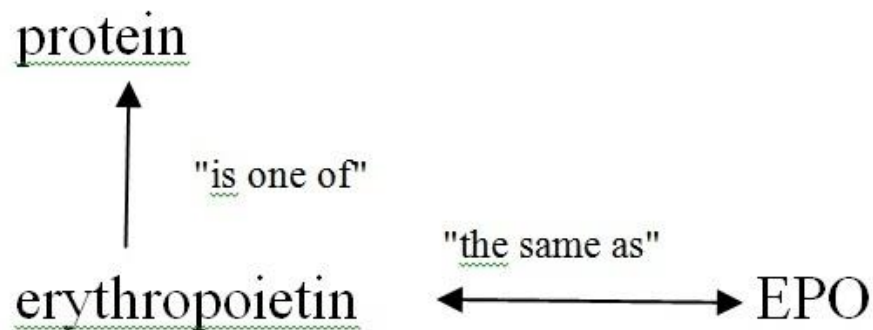 protein
"is one of"
"the same as"
erythropoietin
EPO